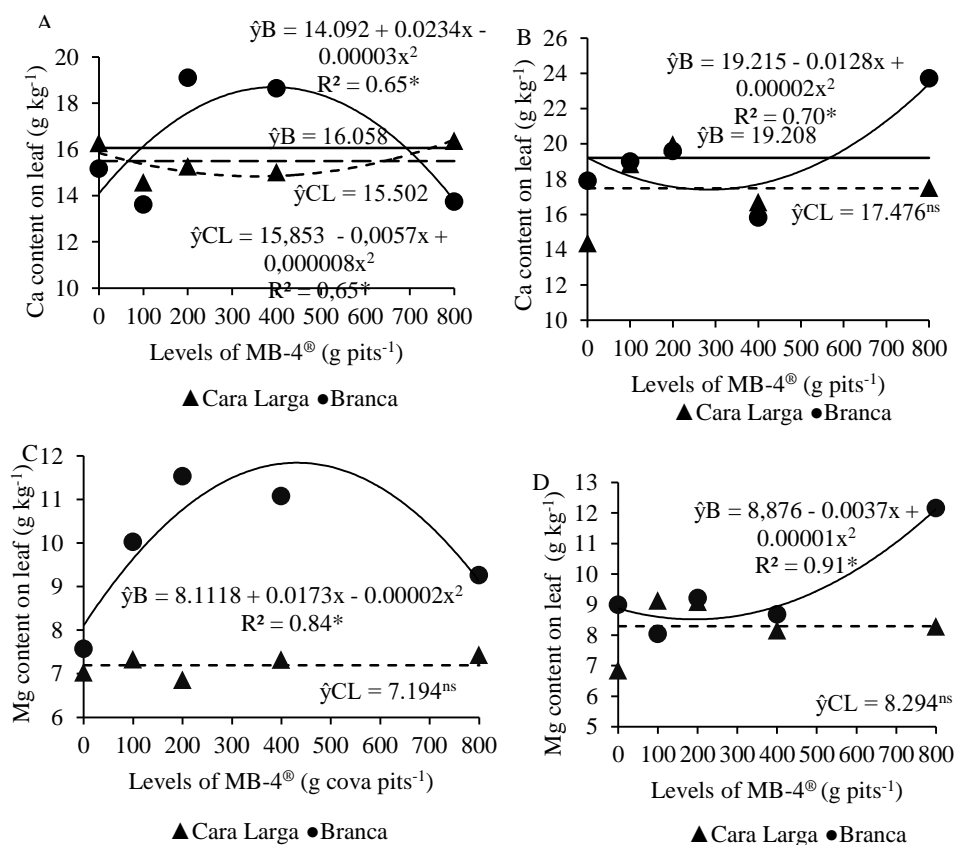 A
ŷB = 14.092 + 0.0234x -
0.00003x²
R² = 0.65*
ŷB = 16.058
ŷCL = 15.502
ŷCL = 15,853 - 0,0057x +
0,000008x²
R² = 0,65*
Ca content on leaf (g kg⁻¹)
20
18
16
14
12
10
0 100 200 300 400 500 600 700 800
Levels of MB-4® (g pits⁻¹)
▲ Cara Larga ● Branca
B
ŷB = 19.215 - 0.0128x +
0.00002x²
R² = 0.70*
ŷB = 19.208
ŷCL = 17.476ⁿˢ
Ca content on leaf (g kg⁻¹)
26
24
22
20
18
16
14
12
10
0 100 200 300 400 500 600 700 800
Levels of MB-4® (g pits⁻¹)
▲ Cara Larga ● Branca
C
ŷB = 8.1118 + 0.0173x - 0.00002x²
R² = 0.84*
ŷCL = 7.194ⁿˢ
Mg content on leaf (g kg⁻¹)
12
11
10
9
8
7
6
0 100 200 300 400 500 600 700 800
Levels of MB-4® (g cova pits⁻¹)
▲ Cara Larga ● Branca
D
ŷB = 8,876 - 0.0037x +
0.00001x²
R² = 0.91*
ŷCL = 8.294ⁿˢ
Mg content on leaf (g kg⁻¹)
13
12
11
10
9
8
7
6
5
0 100 200 300 400 500 600 700 800
Levels of MB-4® (g pits⁻¹)
▲ Cara Larga ● Branca